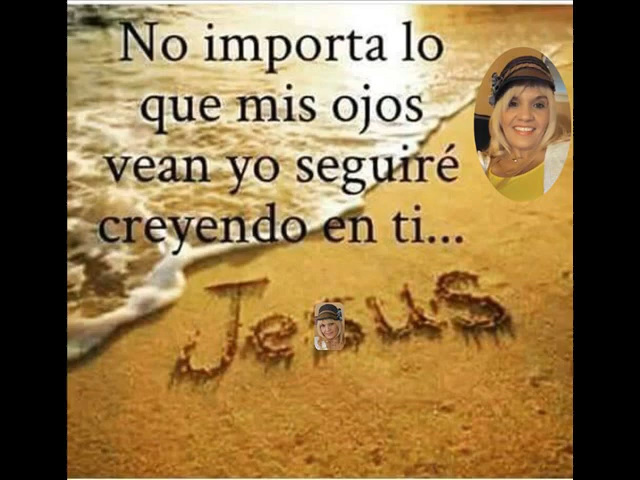 No importa lo
que mis ojos
vean yo seguiré
creyendo en ti...
Jesus